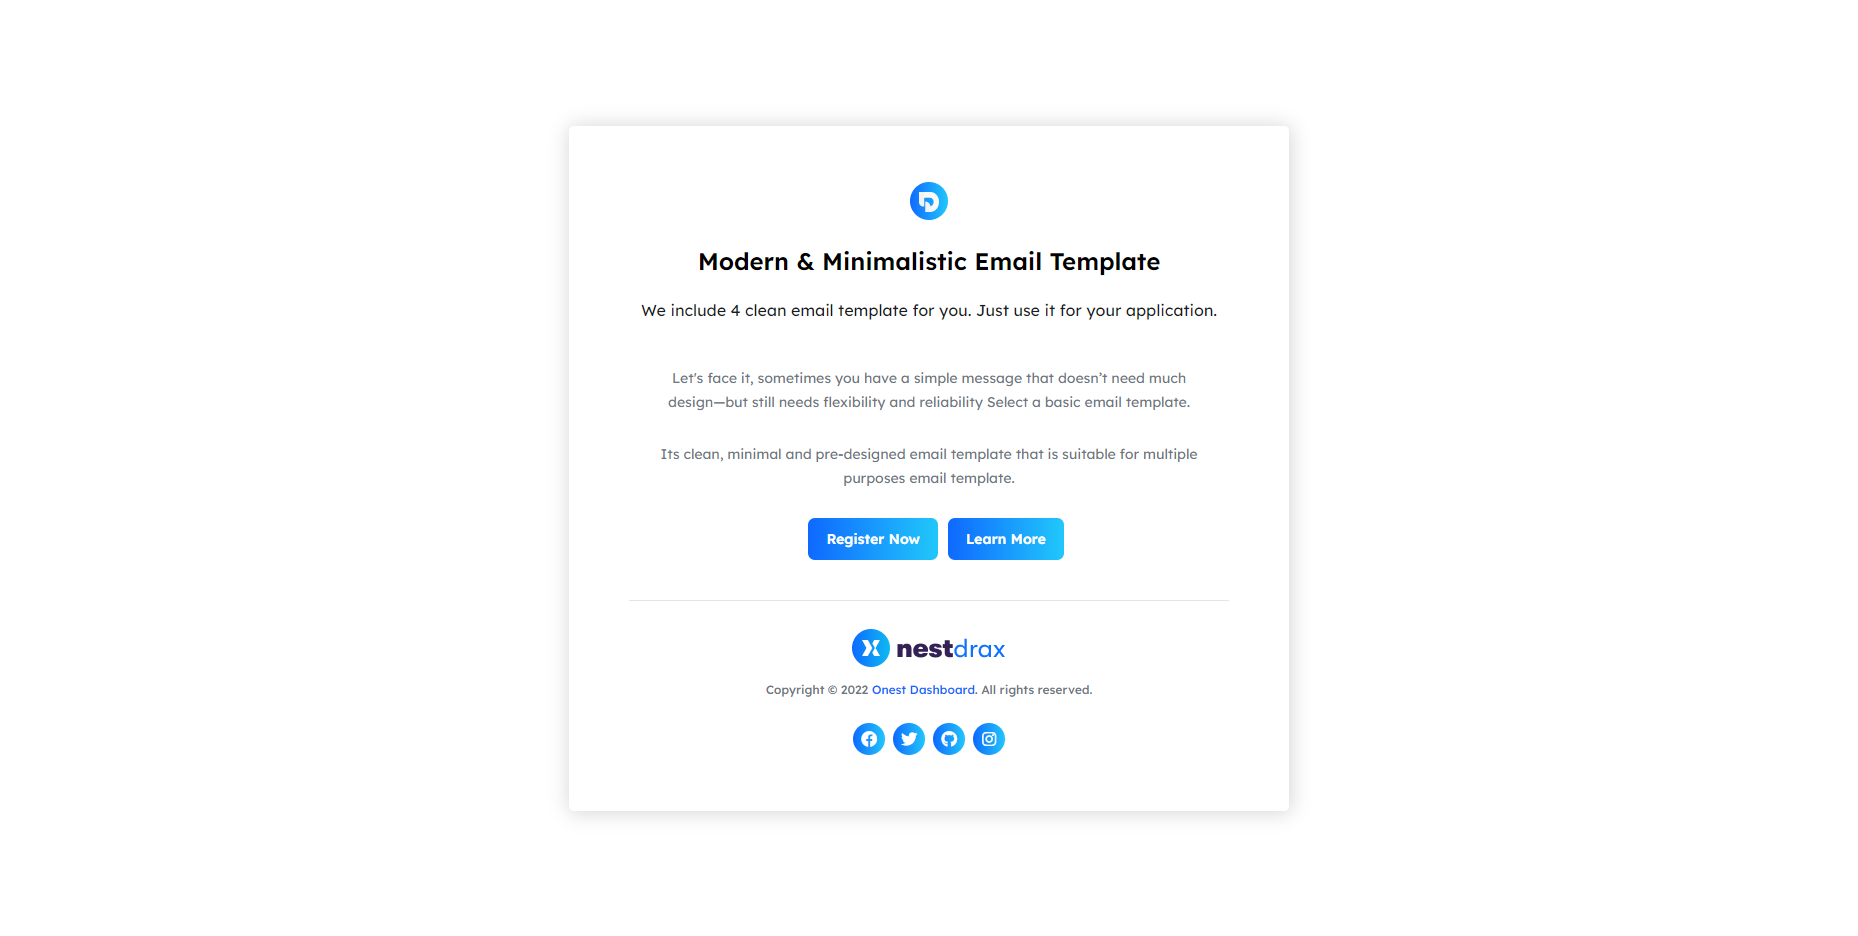 Modern & Minimalistic Email Template
We include 4 clean email template for you. Just use it for your application.
Let's face it, sometimes you have a simple message that doesn’t need much
design—but still needs flexibility and reliability Select a basic email template.
Its clean, minimal and pre-designed email template that is suitable for multiple
purposes email template.
Register Now Learn More
nestdrax
Copyright © 2022 Onest Dashboard. All rights reserved.